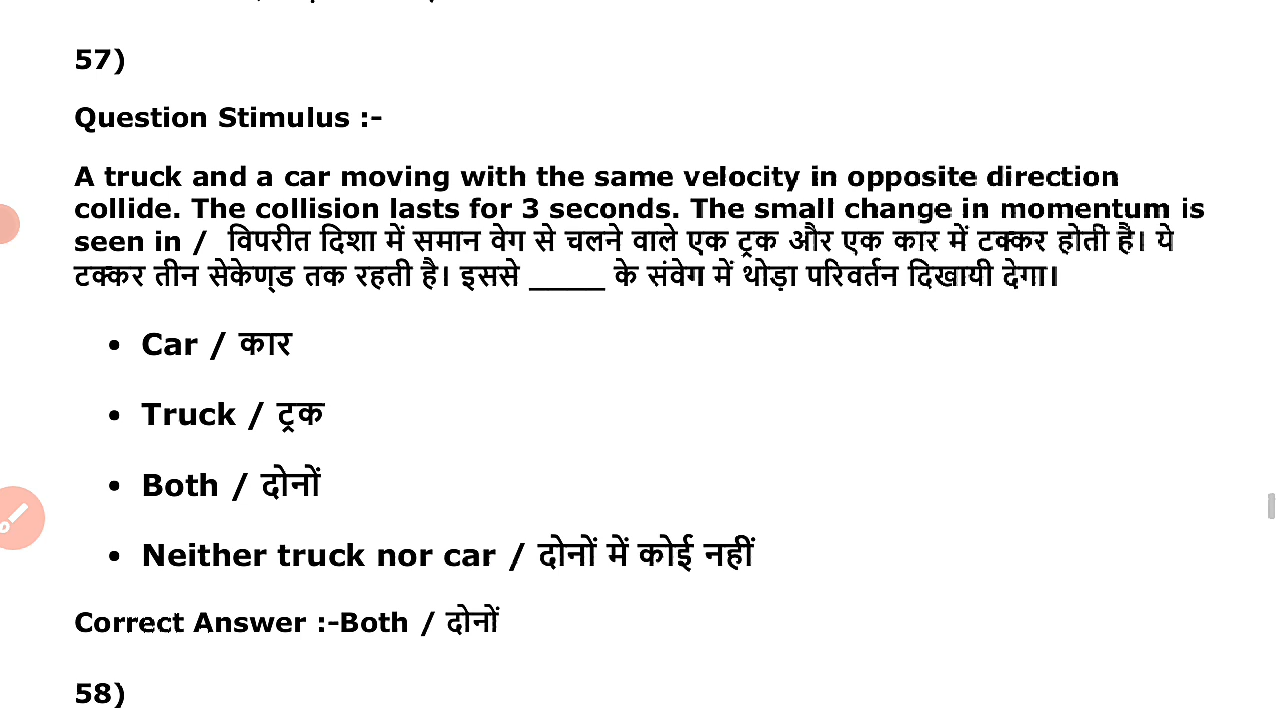 57)
Question Stimulus :-
A truck and a car moving with the same velocity in opposite direction
collide. The collision lasts for 3 seconds. The small change in momentum is
seen in / विपरीत दिशा में समान वेग से चलने वाले एक ट्रक और एक कार में टक्कर होती है। ये
टक्कर तीन सेकेण्ड तक रहती है। इससे _____ के संवेग में थोड़ा परिवर्तन दिखायी देगा।
• Car / कार
• Truck / ट्रक
• Both / दोनों
• Neither truck nor car / दोनों में कोई नहीं
Correct Answer :-Both / दोनों
58)